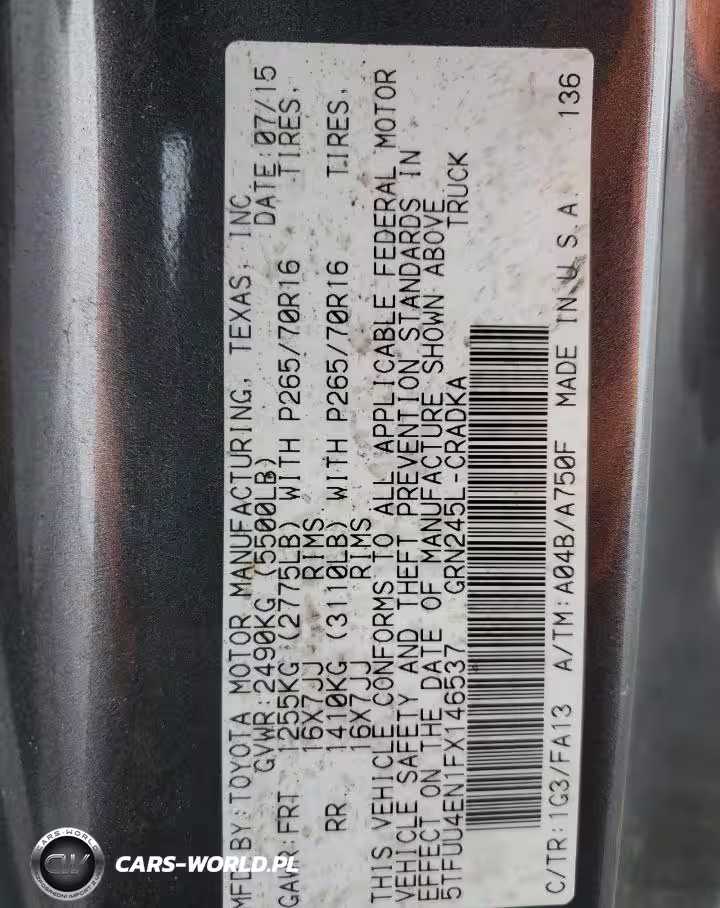 MFD BY: TOYOTA MOTOR MANUFACTURING, TEXAS, INC
GVWR: 2490KG (5500LB) DATE: 07/15
GAWR: FRT 1255KG (2775LB) WITH P265/70R16 TIRES,
16X7JJ RIMS
RR 1410KG (3110LB) WITH P265/70R16 TIRES,
16X7JJ RIMS
THIS VEHICLE CONFORMS TO ALL APPLICABLE FEDERAL MOTOR
VEHICLE SAFETY AND THEFT PREVENTION STANDARDS IN
EFFECT ON THE DATE OF MANUFACTURE SHOWN ABOVE
5TFUU4EN1FX146537 GRN245L-CRADKA TRUCK
C/TR: 1G3/FA13 A/TM: A04B/A750F MADE IN U.S.A. 136
CARS-WORLD.PL